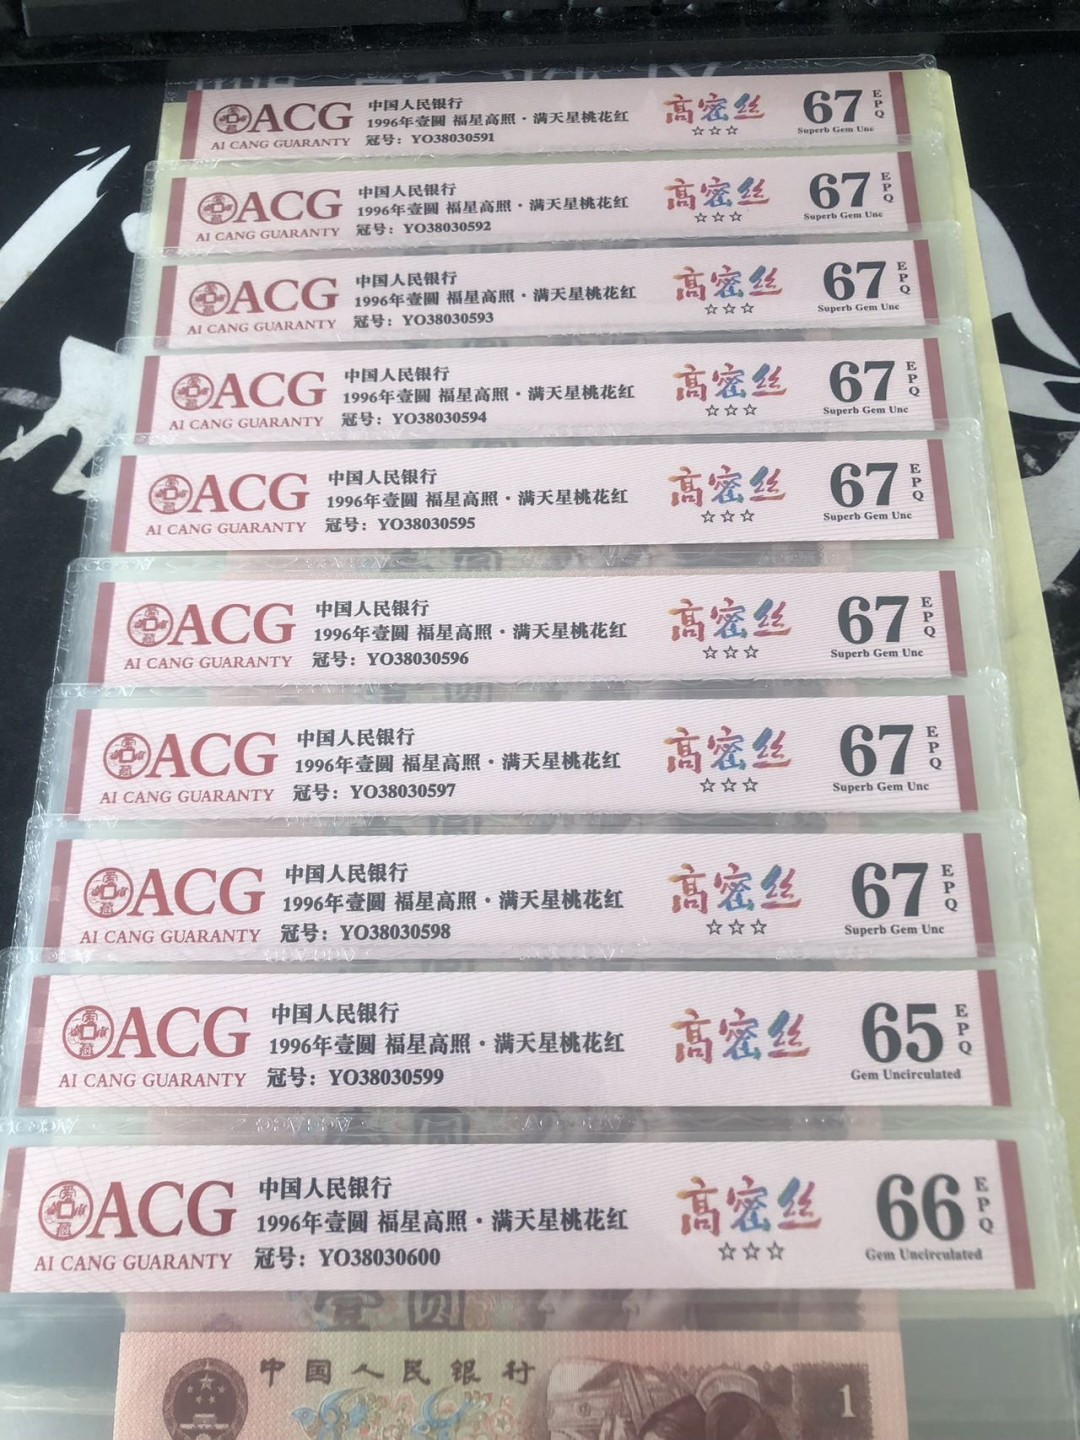 ACG
AI CANG GUARANTY
中国人民银行
1996年壹圆 福星高照·满天星桃花红
冠号：YO38030591
高密丝
☆☆☆
67
EPQ
Superb Gem Unc
ACG
AI CANG GUARANTY
中国人民银行
1996年壹圆 福星高照·满天星桃花红
冠号：YO38030592
高密丝
☆☆☆
67
EPQ
Superb Gem Unc
ACG
AI CANG GUARANTY
中国人民银行
1996年壹圆 福星高照·满天星桃花红
冠号：YO38030593
高密丝
☆☆☆
67
EPQ
Superb Gem Unc
ACG
AI CANG GUARANTY
中国人民银行
1996年壹圆 福星高照·满天星桃花红
冠号：YO38030594
高密丝
☆☆☆
67
EPQ
Superb Gem Unc
ACG
AI CANG GUARANTY
中国人民银行
1996年壹圆 福星高照·满天星桃花红
冠号：YO38030595
高密丝
☆☆☆
67
EPQ
Superb Gem Unc
ACG
AI CANG GUARANTY
中国人民银行
1996年壹圆 福星高照·满天星桃花红
冠号：YO38030596
高密丝
☆☆☆
67
EPQ
Superb Gem Unc
ACG
AI CANG GUARANTY
中国人民银行
1996年壹圆 福星高照·满天星桃花红
冠号：YO38030597
高密丝
☆☆☆
67
EPQ
Superb Gem Unc
ACG
AI CANG GUARANTY
中国人民银行
1996年壹圆 福星高照·满天星桃花红
冠号：YO38030598
高密丝
☆☆☆
67
EPQ
Superb Gem Unc
ACG
AI CANG GUARANTY
中国人民银行
1996年壹圆 福星高照·满天星桃花红
冠号：YO38030599
高密丝
☆☆☆
65
EPQ
Gem Uncirculated
ACG
AI CANG GUARANTY
中国人民银行
1996年壹圆 福星高照·满天星桃花红
冠号：YO38030600
高密丝
☆☆☆
66
EPQ
Gem Uncirculated
壹圆
中国人民银行
1